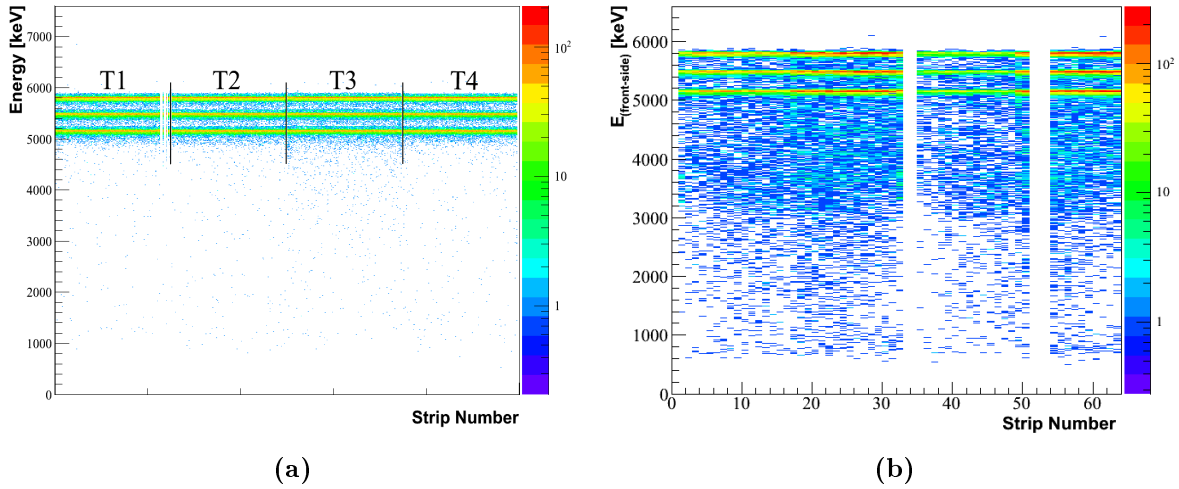 Energy [keV]
7000
6000
5000
4000
3000
2000
1000
0
T1 T2 T3 T4
Strip Number
10²
10
1
(a)
E(front-side) [keV]
6000
5000
4000
3000
2000
1000
0
0 10 20 30 40 50 60
Strip Number
10²
10
1
(b)